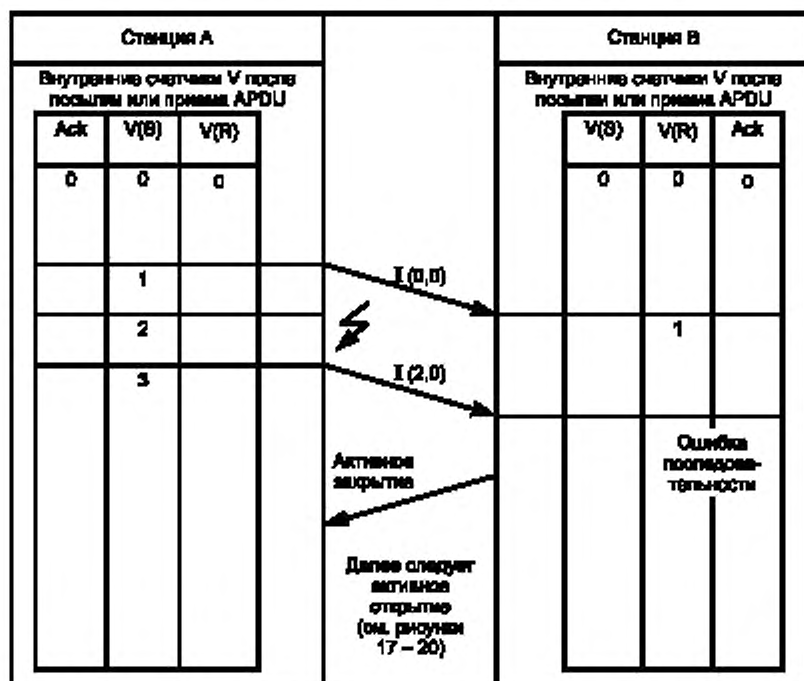 Станция А
Станция В
Внутренние счетчики V после
посылки или приема APDU
Внутренние счетчики V после
посылки или приема APDU
Ack V(S) V(R)
V(S) V(R) Ack
0 0 0
0 0 0
1
I (0,0)
2
1
3
I (2,0)
Активное
закрытие
Ошибка
последова-
тельности
Далее следует
активное
открытие
(см. рисунки
17 – 20)